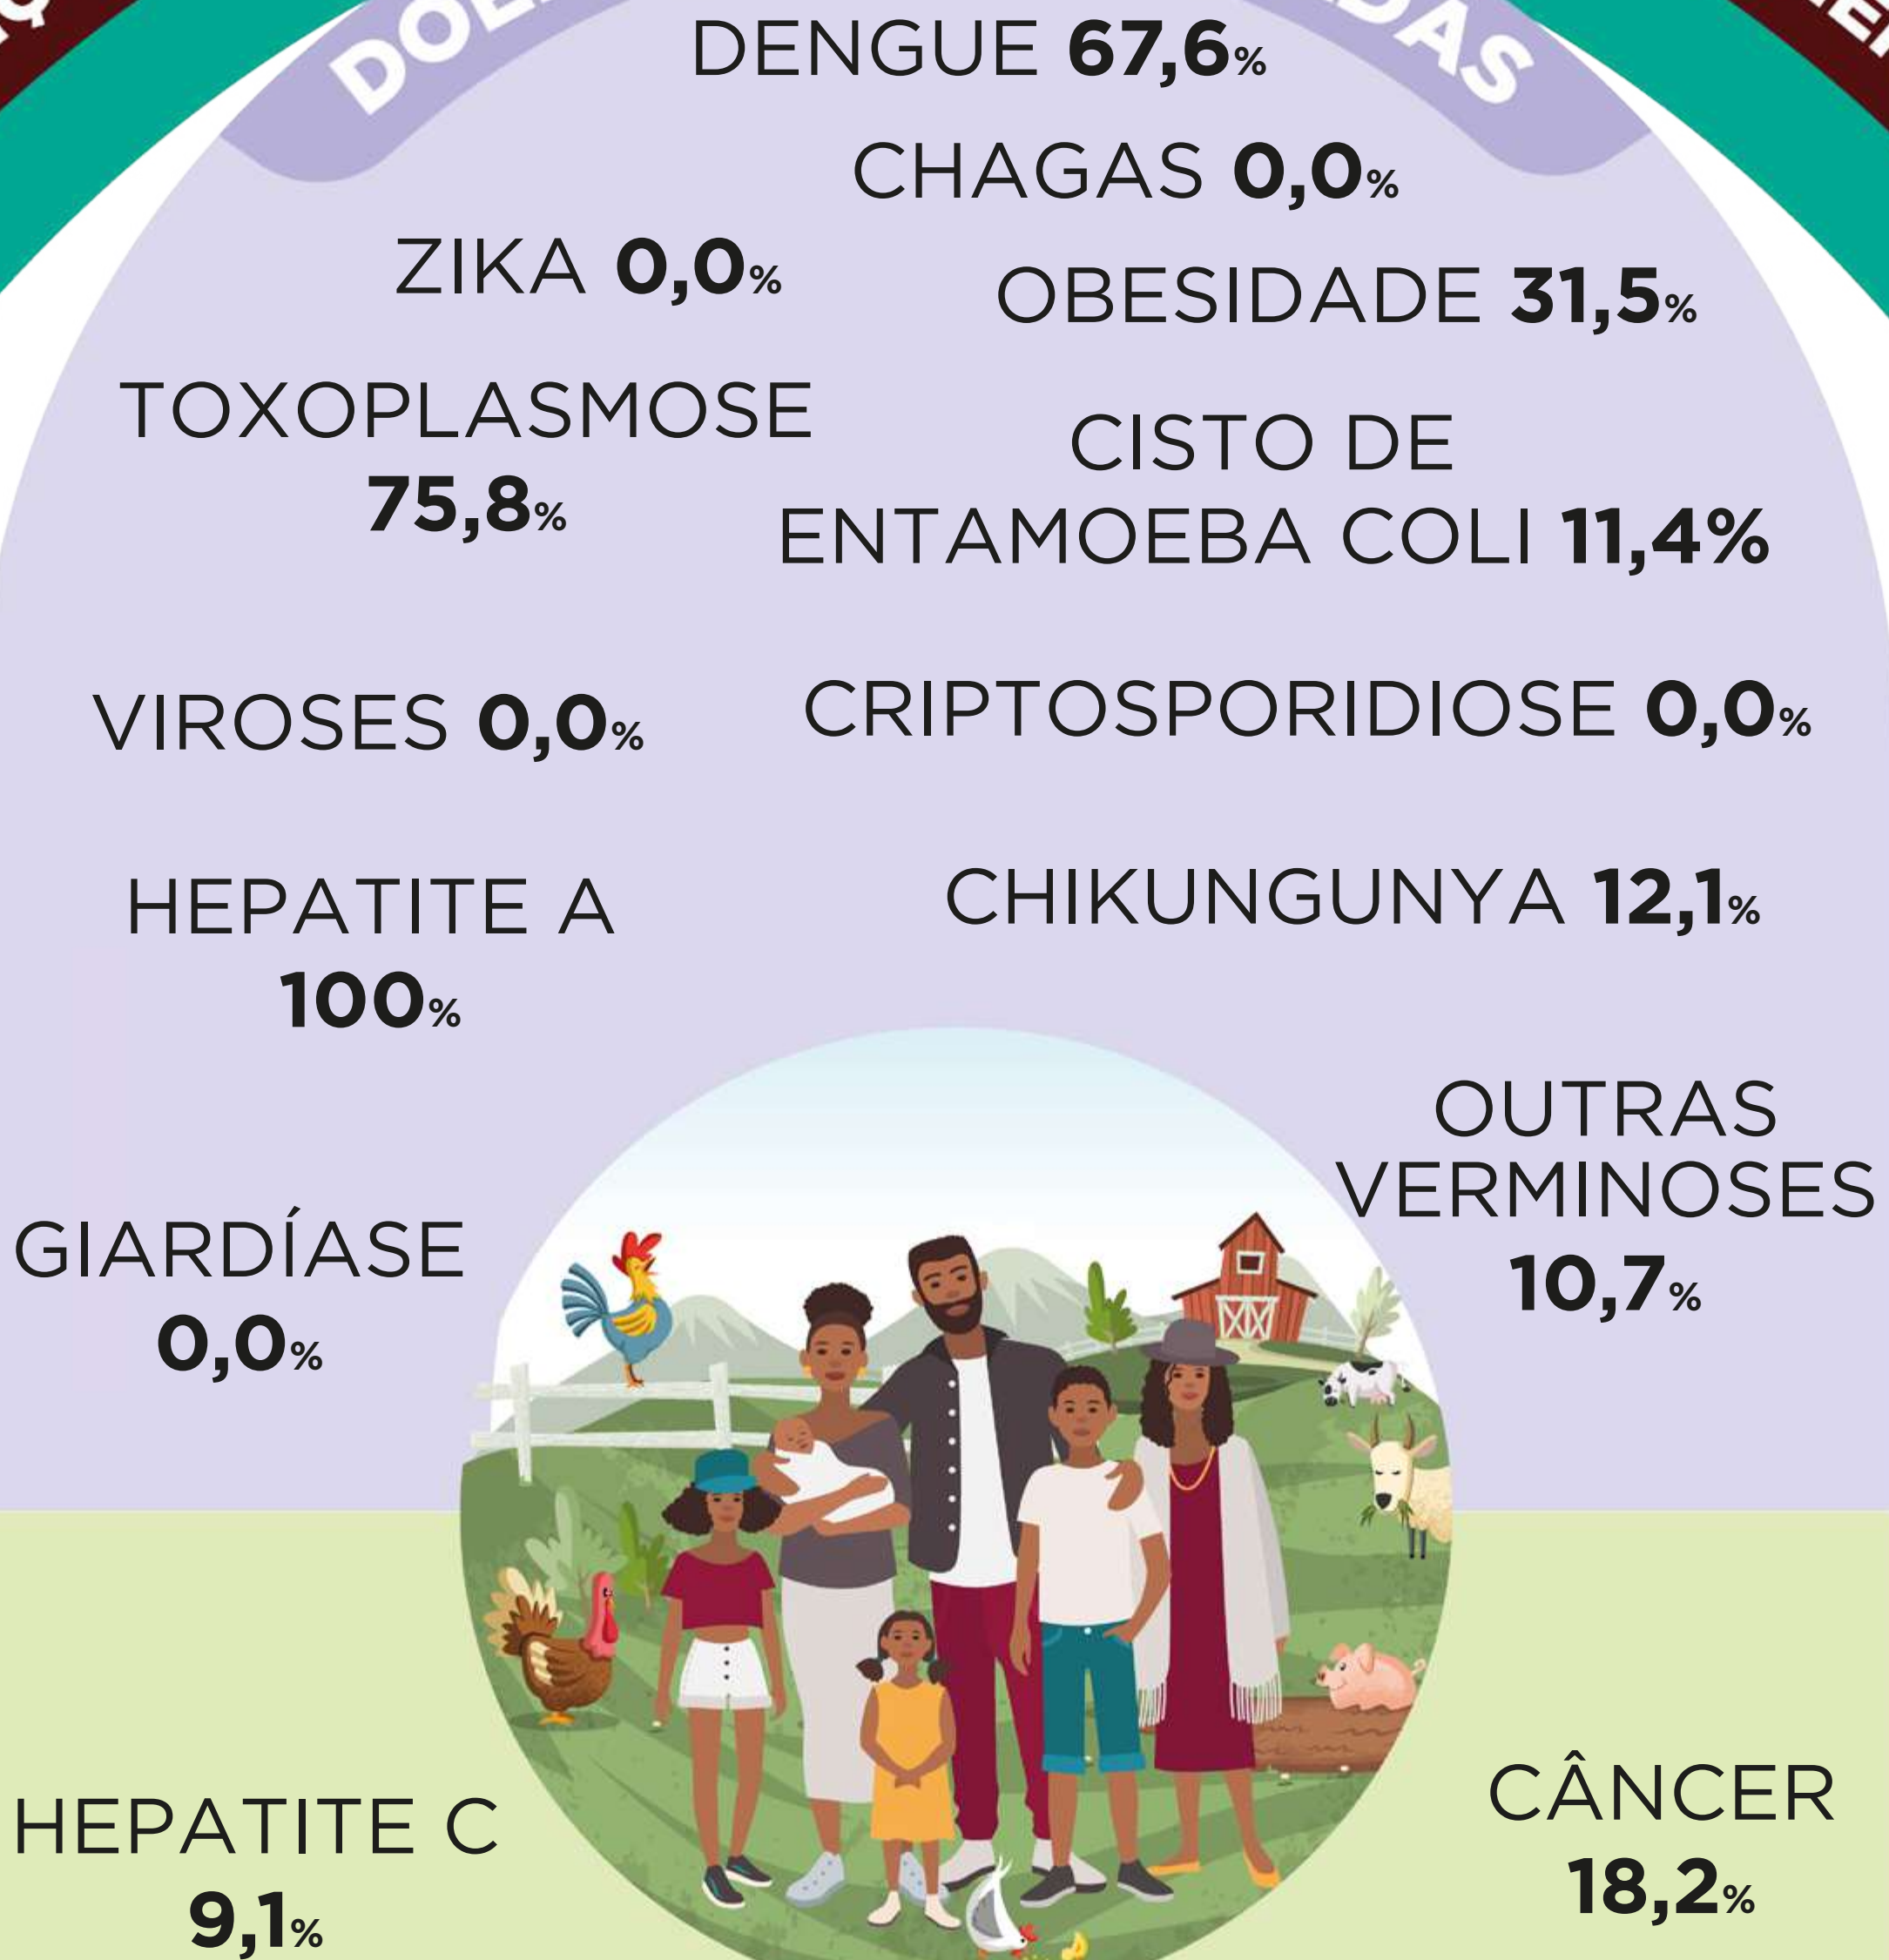 DENGUE 67,6%
CHAGAS 0,0%
ZIKA 0,0%
OBESIDADE 31,5%
TOXOPLASMOSE
75,8%
CISTO DE
ENTAMOEBA COLI 11,4%
VIROSES 0,0%
CRIPTOSPORIDIOSE 0,0%
HEPATITE A
100%
CHIKUNGUNYA 12,1%
OUTRAS
VERMINOSES
10,7%
GIARDÍASE
0,0%
HEPATITE C
9,1%
CÂNCER
18,2%